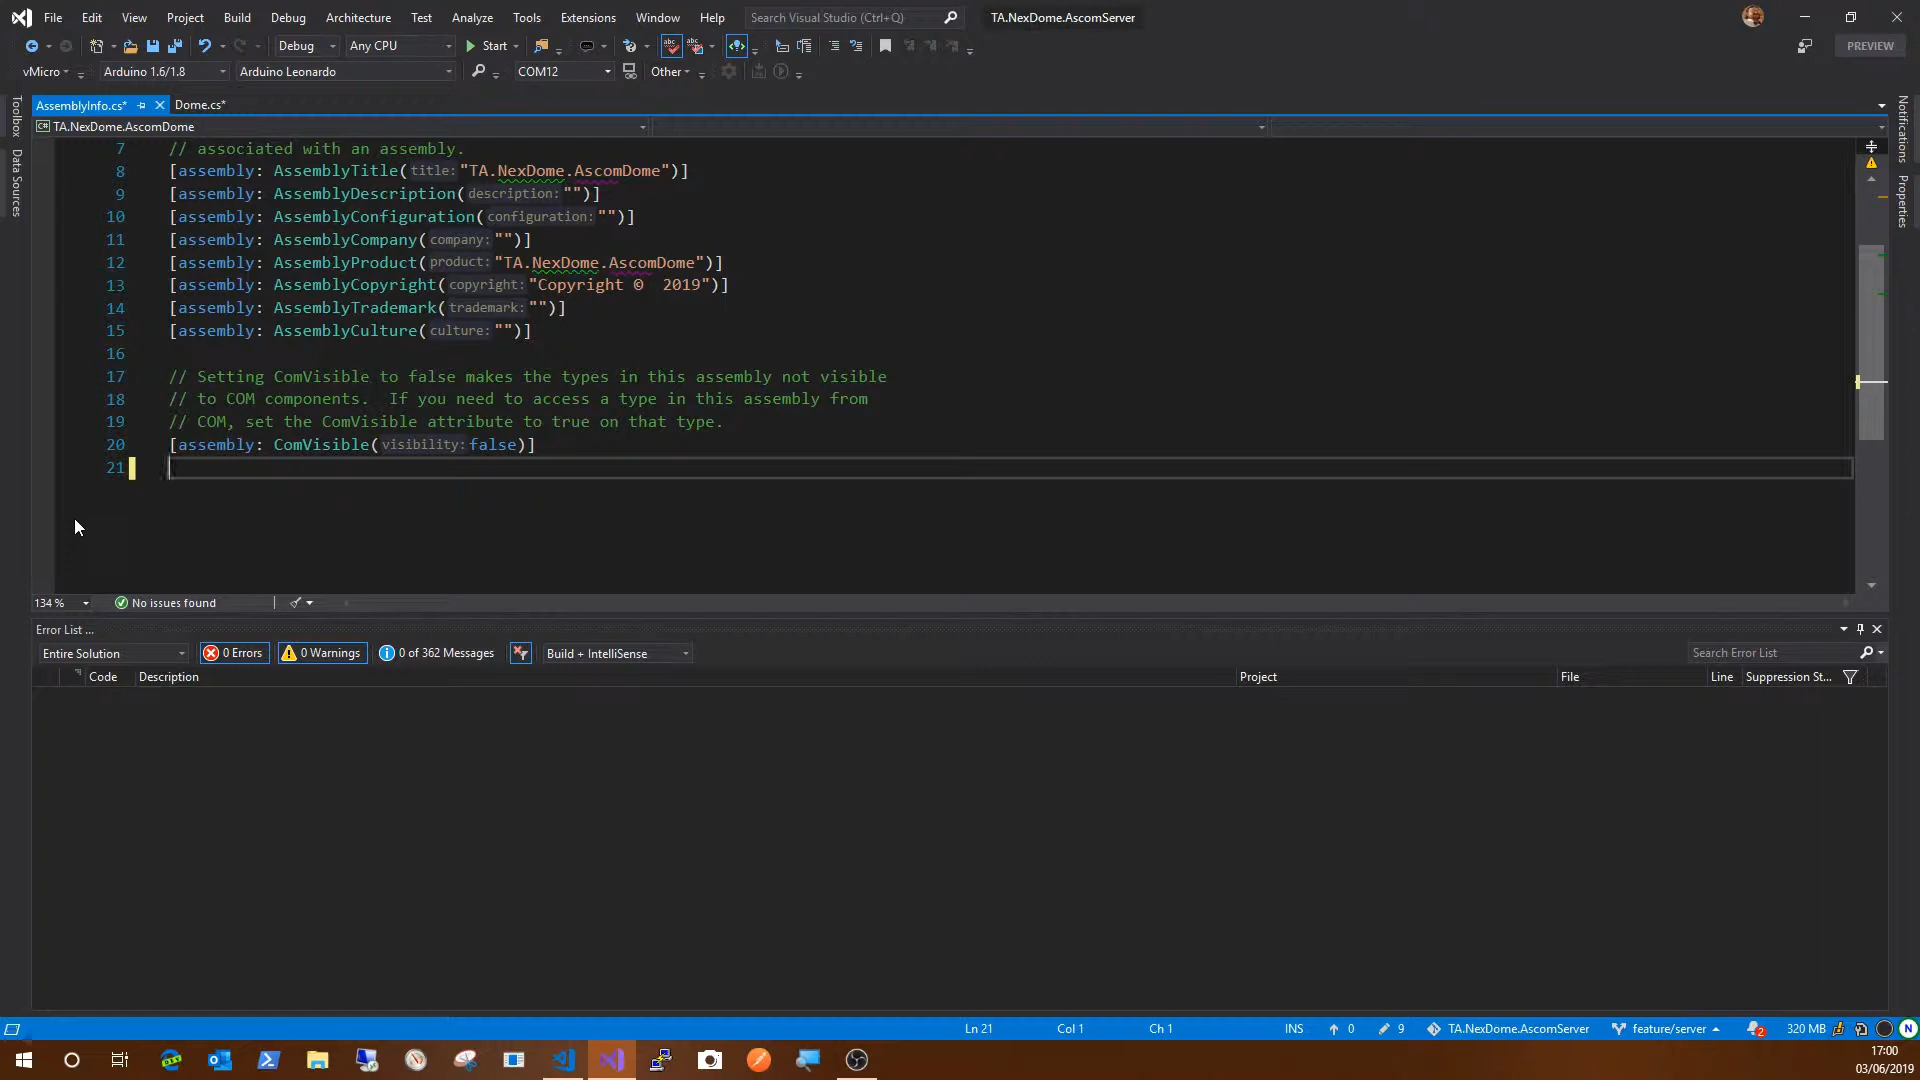 File Edit View Project Build Debug Architecture Test Analyze Tools Extensions Window Help Search Visual Studio (Ctrl+Q) TA.NexDome.AscomServer
Debug Any CPU Start PREVIEW
vMicro Arduino 1.6/1.8 Arduino Leonardo COM12 Other
AssemblyInfo.cs* Dome.cs*
TA.NexDome.AscomDome
Toolbox
Data Sources
Notifications
Properties
7 // associated with an assembly.
8 [assembly: AssemblyTitle(title: "TA.NexDome.AscomDome")]
9 [assembly: AssemblyDescription(description: "")]
10 [assembly: AssemblyConfiguration(configuration: "")]
11 [assembly: AssemblyCompany(company: "")]
12 [assembly: AssemblyProduct(product: "TA.NexDome.AscomDome")]
13 [assembly: AssemblyCopyright(copyright: "Copyright ©  2019")]
14 [assembly: AssemblyTrademark(trademark: "")]
15 [assembly: AssemblyCulture(culture: "")]
16
17 // Setting ComVisible to false makes the types in this assembly not visible
18 // to COM components.  If you need to access a type in this assembly from
19 // COM, set the ComVisible attribute to true on that type.
20 [assembly: ComVisible(visibility: false)]
21
134 % No issues found
Error List ...
Entire Solution 0 Errors 0 Warnings 0 of 362 Messages Build + IntelliSense Search Error List
Code Description Project File Line Suppression St...
Ln 21 Col 1 Ch 1 INS 0 9 TA.NexDome.AscomServer feature/server 2 320 MB N
17:00
03/06/2019